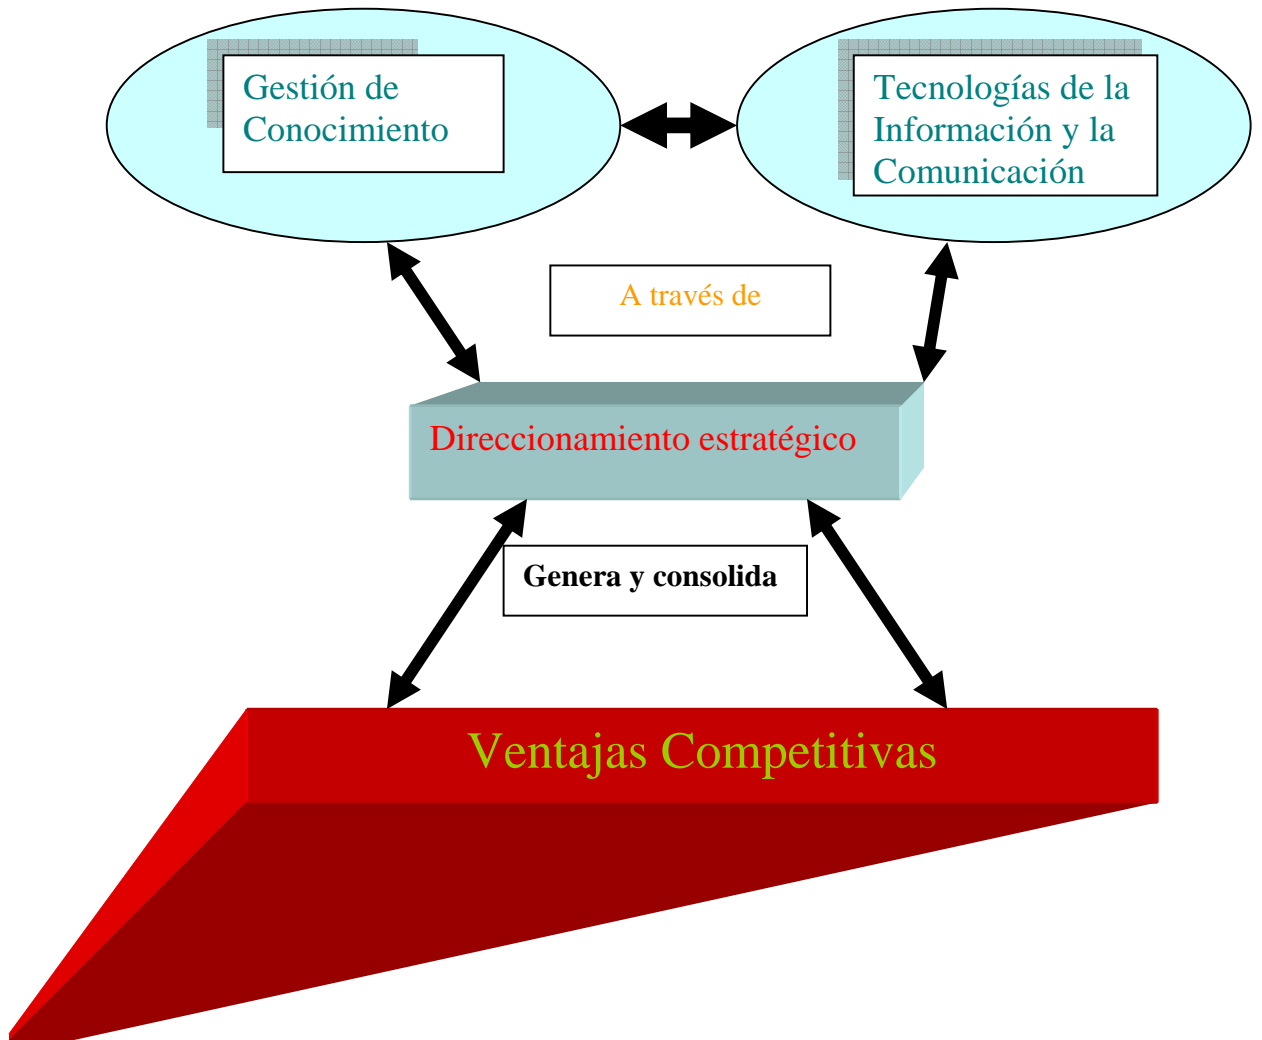 Gestión de
Conocimiento
Tecnologías de la
Información y la
Comunicación
A través de
Direccionamiento estratégico
Genera y consolida
Ventajas Competitivas